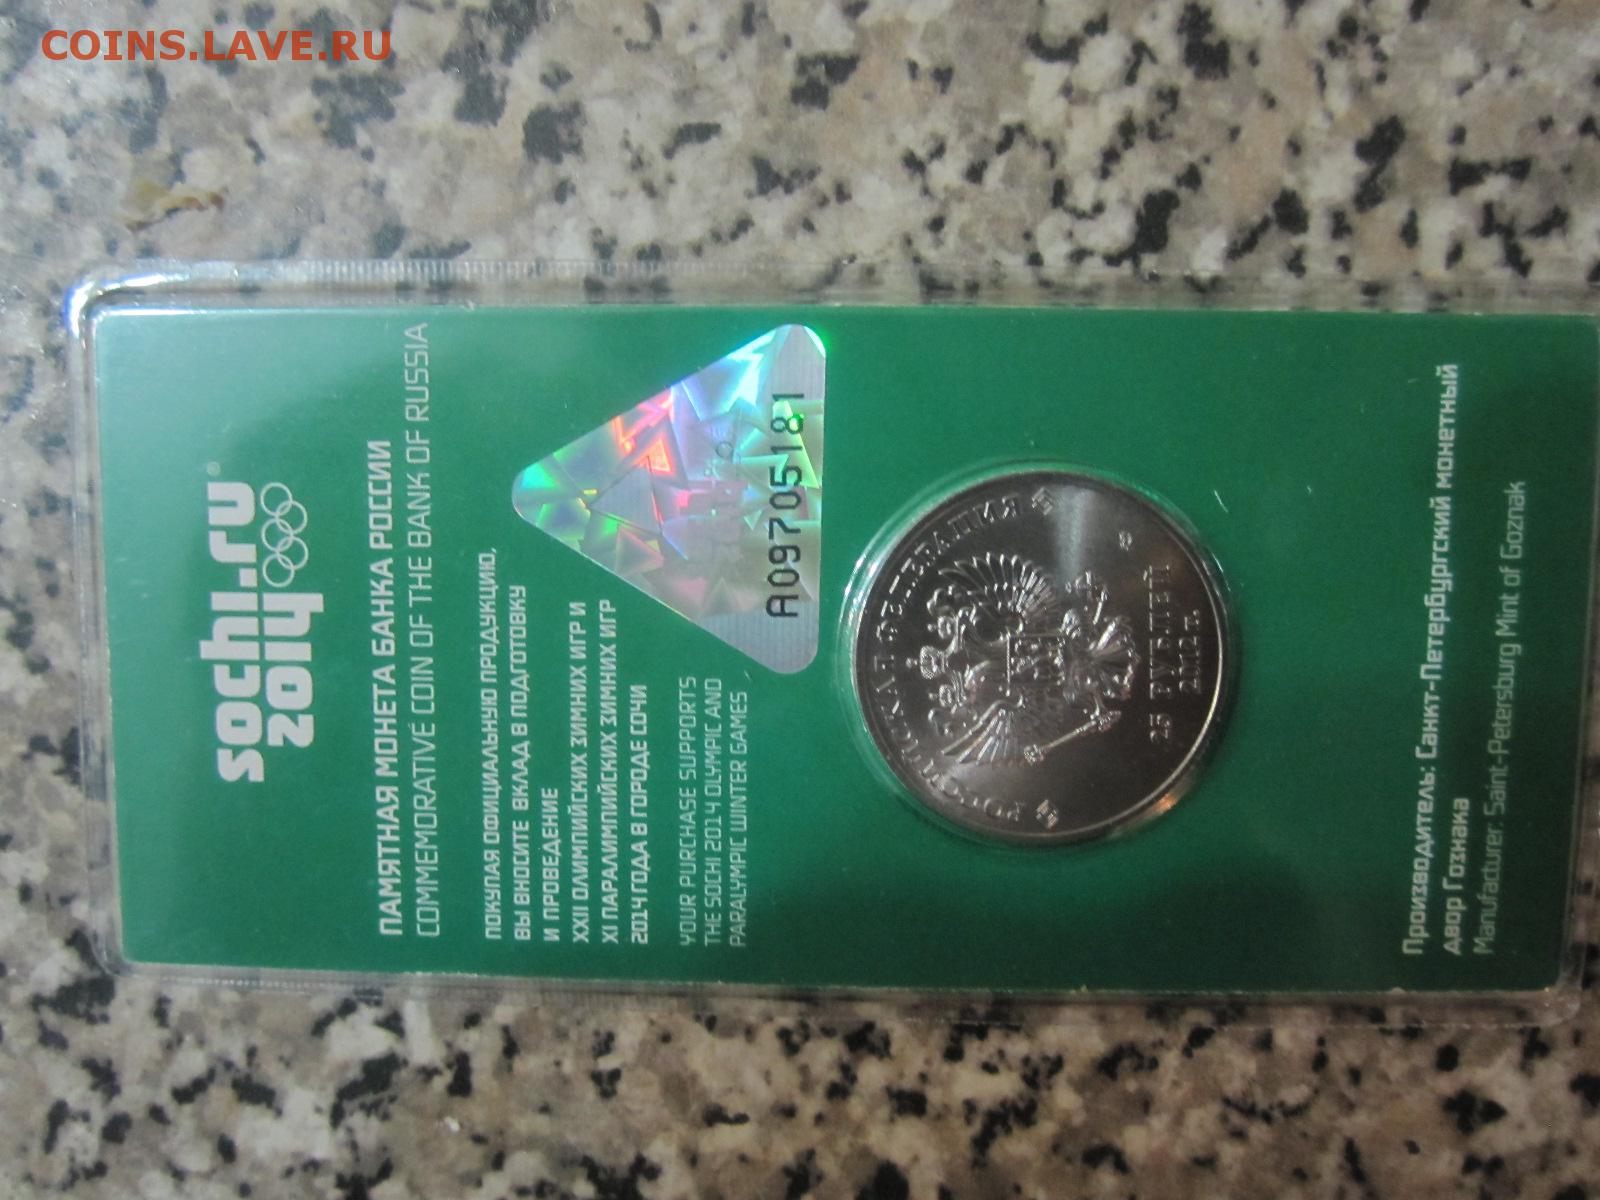 COINS.LAVE.RU
sochi.ru
2014
ПАМЯТНАЯ МОНЕТА БАНКА РОССИИ
COMMEMORATIVE COIN OF THE BANK OF RUSSIA
ПОКУПАЯ ОФИЦИАЛЬНУЮ ПРОДУКЦИЮ,
ВЫ ВНОСИТЕ ВКЛАД В ПОДГОТОВКУ
И ПРОВЕДЕНИЕ
XXII ОЛИМПИЙСКИХ ЗИМНИХ ИГР И
XI ПАРАЛИМПИЙСКИХ ЗИМНИХ ИГР
2014 ГОДА В ГОРОДЕ СОЧИ
YOUR PURCHASE SUPPORTS
THE SOCHI 2014 OLYMPIC AND
PARALYMPIC WINTER GAMES
A09705181
РОССИЙСКАЯ ФЕДЕРАЦИЯ
25 РУБЛЕЙ
2012 г.
Производитель: Санкт-Петербургский монетный
двор Гознака
Manufacturer: Saint-Petersburg Mint of Goznak